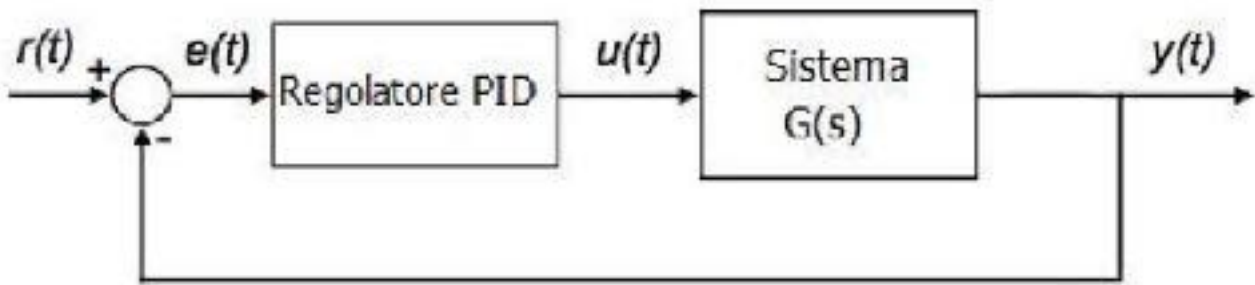 r(t)
+
-
e(t)
Regolatore PID
u(t)
Sistema
G(s)
y(t)